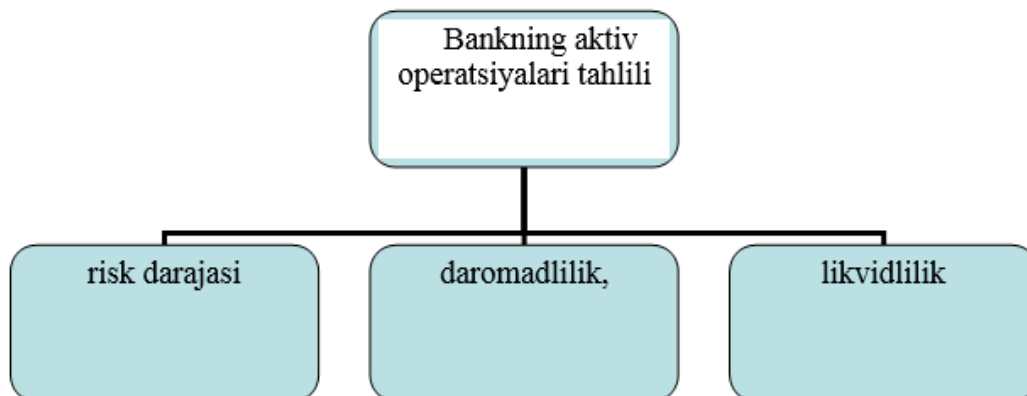 Bankning aktiv
operatsiyalari tahlili
risk darajasi
daromadlilik,
likvidlilik